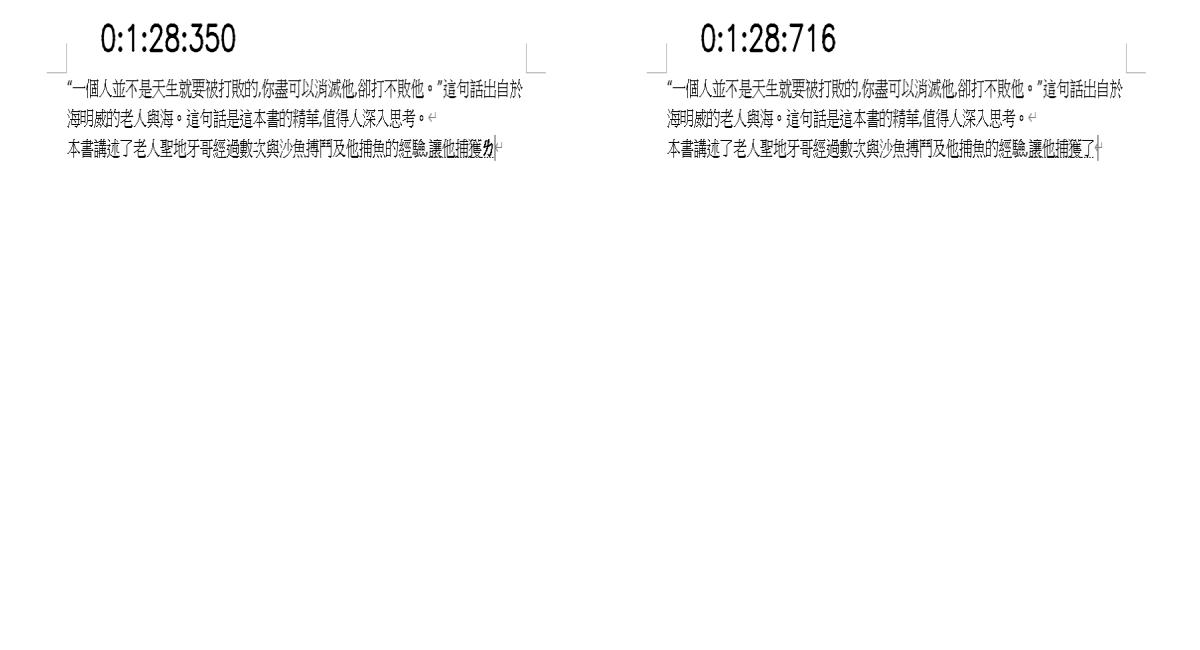 0:1:28:350
“一個人並不是天生就要被打敗的,你盡可以消滅他,卻打不敗他。”這句話出自於
海明威的老人與海。這句話是這本書的精華,值得人深入思考。
本書講述了老人聖地牙哥經過數次與沙魚搏鬥及他捕魚的經驗,讓他捕獲ㄌ
0:1:28:716
“一個人並不是天生就要被打敗的,你盡可以消滅他,卻打不敗他。”這句話出自於
海明威的老人與海。這句話是這本書的精華,值得人深入思考。
本書講述了老人聖地牙哥經過數次與沙魚搏鬥及他捕魚的經驗,讓他捕獲了